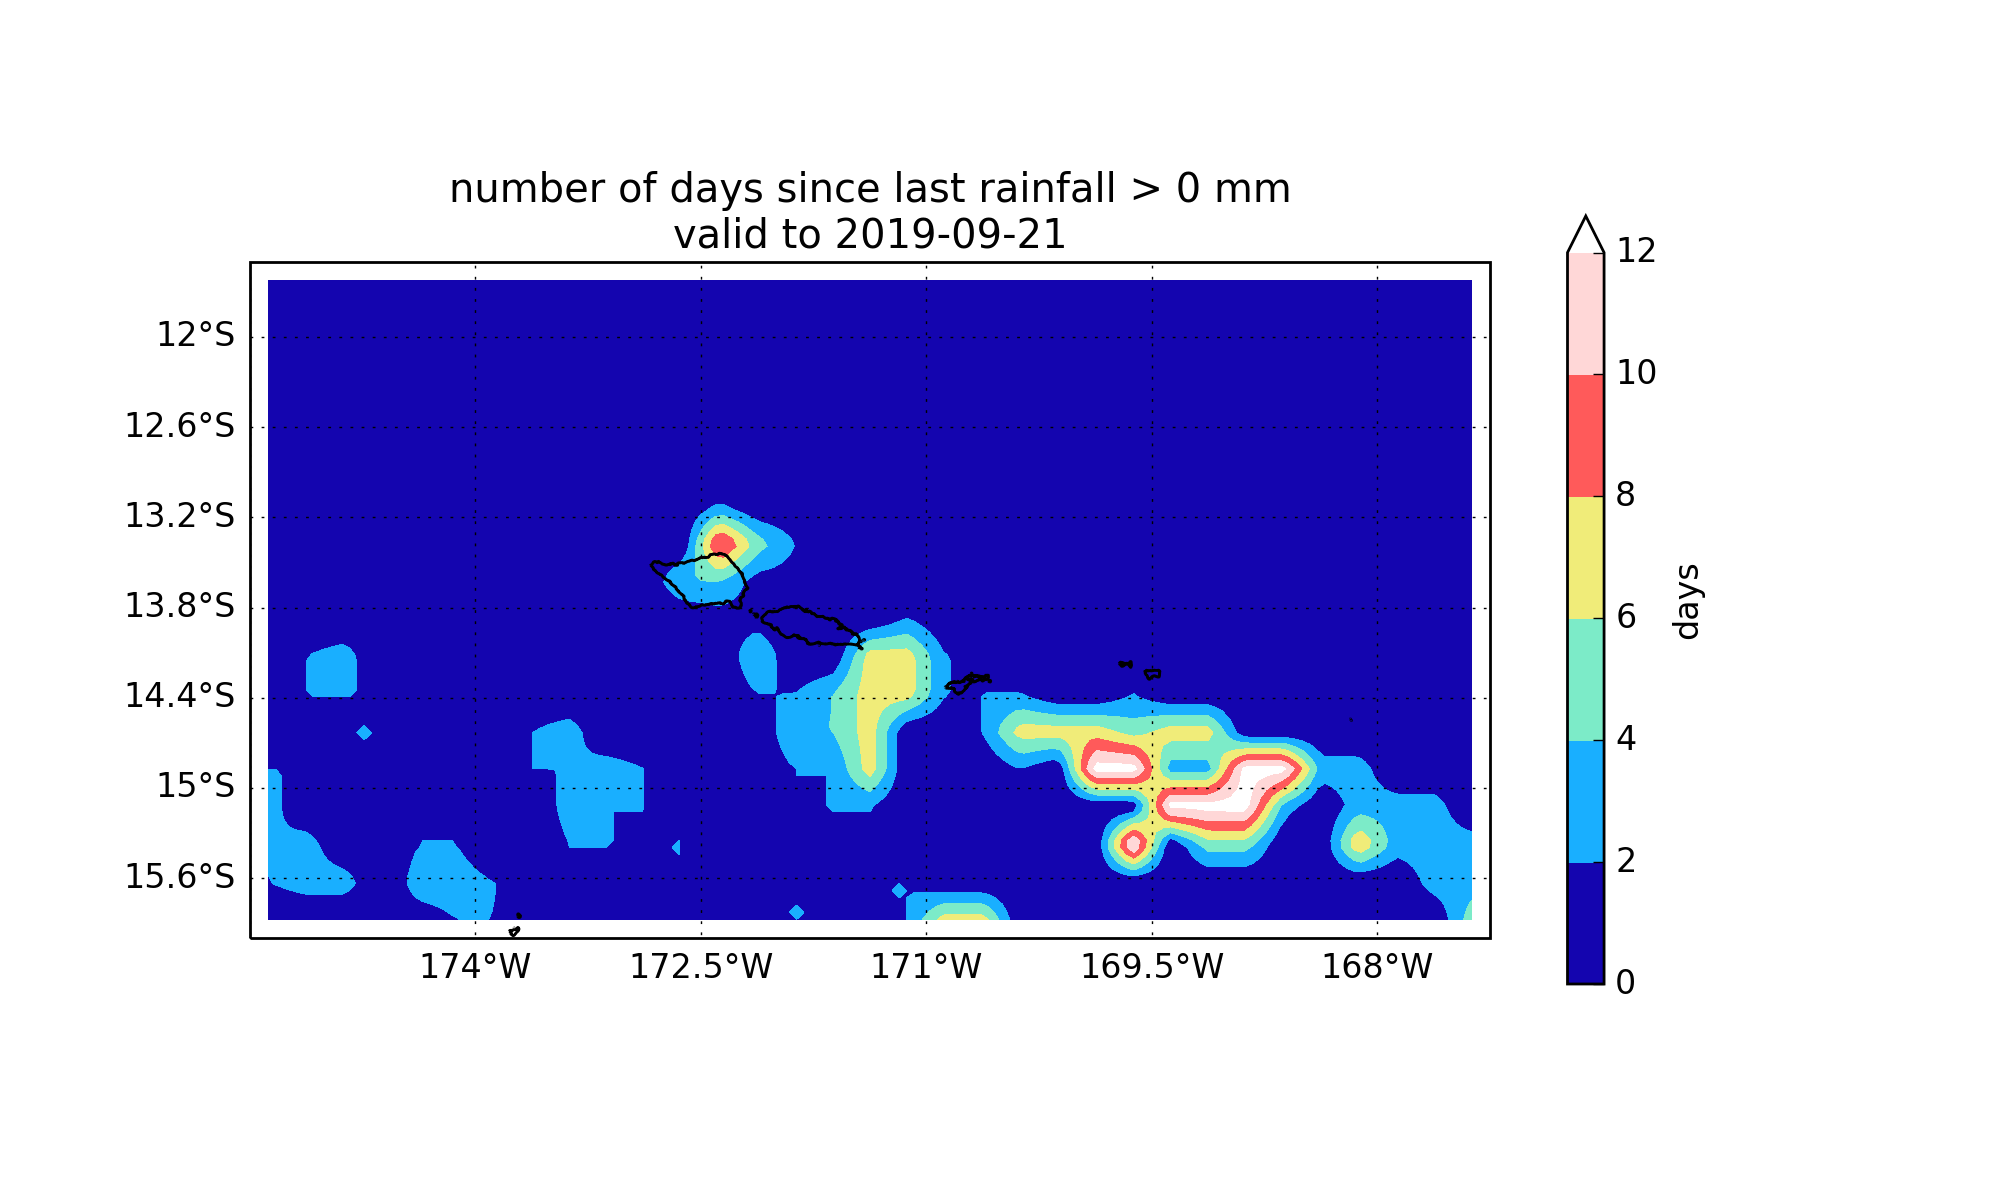 number of days since last rainfall > 0 mm
valid to 2019-09-21
12°S
12.6°S
13.2°S
13.8°S
14.4°S
15°S
15.6°S
174°W
172.5°W
171°W
169.5°W
168°W
12
10
8
6
4
2
0
days